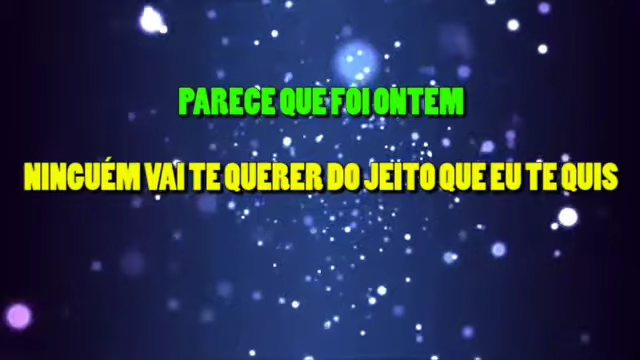 PARECE QUE FOI ONTEM
NINGUÉM VAI TE QUERER DO JEITO QUE EU TE QUIS